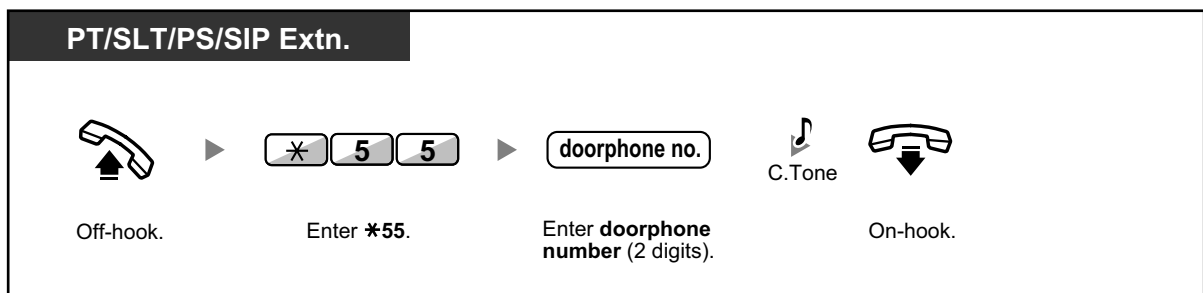 PT/SLT/PS/SIP Extn.
* 5 5
doorphone no.
C.Tone
Off-hook.
Enter *55.
Enter doorphone
number (2 digits).
On-hook.